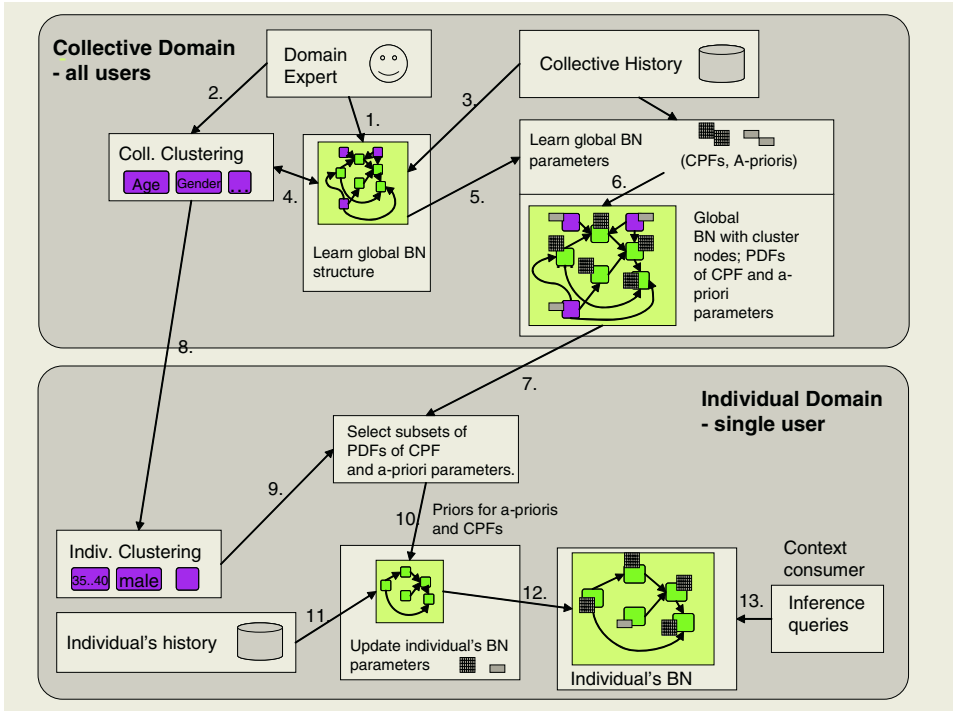 Collective Domain
- all users
Domain
Expert
Collective History
2.
1.
3.
Coll. Clustering
Age
Gender
...
4.
Learn global BN
structure
5.
Learn global BN
parameters
(CPFs, A-prioris)
6.
Global
BN with cluster
nodes; PDFs
of CPF and a-
priori
parameters
8.
7.
Individual Domain
- single user
Select subsets of
PDFs of CPF
and a-priori parameters.
9.
10.
Priors for a-prioris
and CPFs
Indiv. Clustering
35..40
male
Individual's history
11.
Update individual's BN
parameters
12.
Individual's BN
13.
Context
consumer
Inference
queries